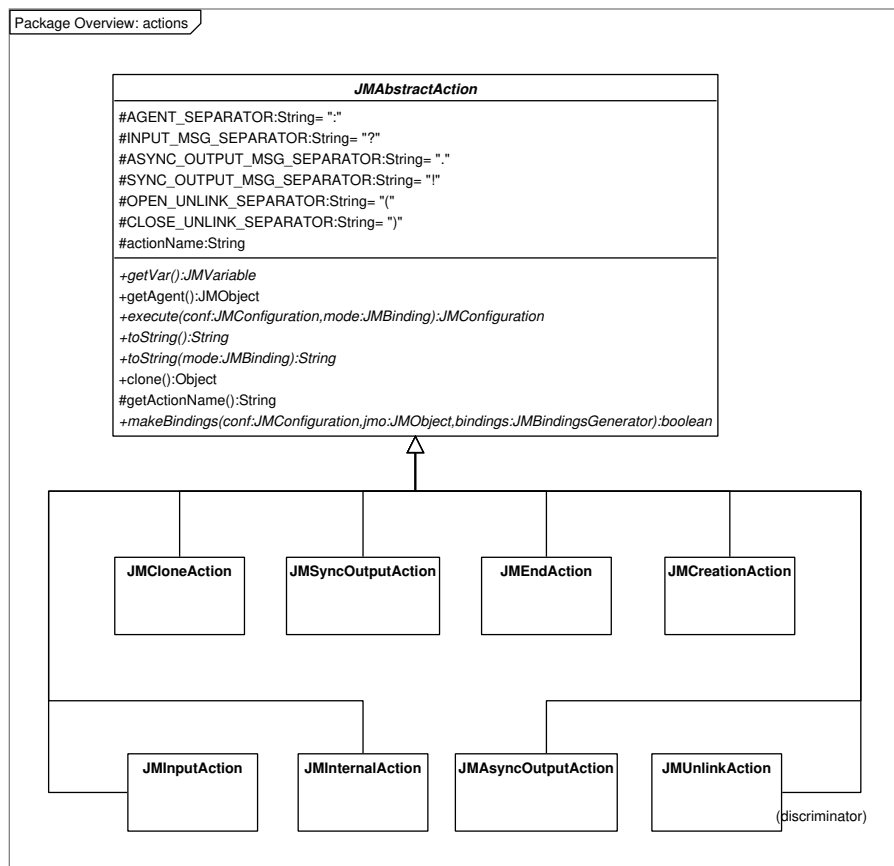 Package Overview: actions
JMAbstractAction
#AGENT_SEPARATOR:String= ":"
#INPUT_MSG_SEPARATOR:String= "?"
#ASYNC_OUTPUT_MSG_SEPARATOR:String= "."
#SYNC_OUTPUT_MSG_SEPARATOR:String= "!"
#OPEN_UNLINK_SEPARATOR:String= "("
#CLOSE_UNLINK_SEPARATOR:String= ")"
#actionName:String
+getVar():JMVariable
+getAgent():JMObject
+execute(conf:JMConfiguration,mode:JMBinding):JMConfiguration
+toString():String
+toString(mode:JMBinding):String
+clone():Object
#getActionName():String
+makeBindings(conf:JMConfiguration,jmo:JMObject,bindings:JMBindingsGenerator):boolean
JMCloneAction JMSyncOutputAction JMEndAction JMCreationAction
JMInputAction JMInternalAction JMAsyncOutputAction JMUnlinkAction
(discriminator)